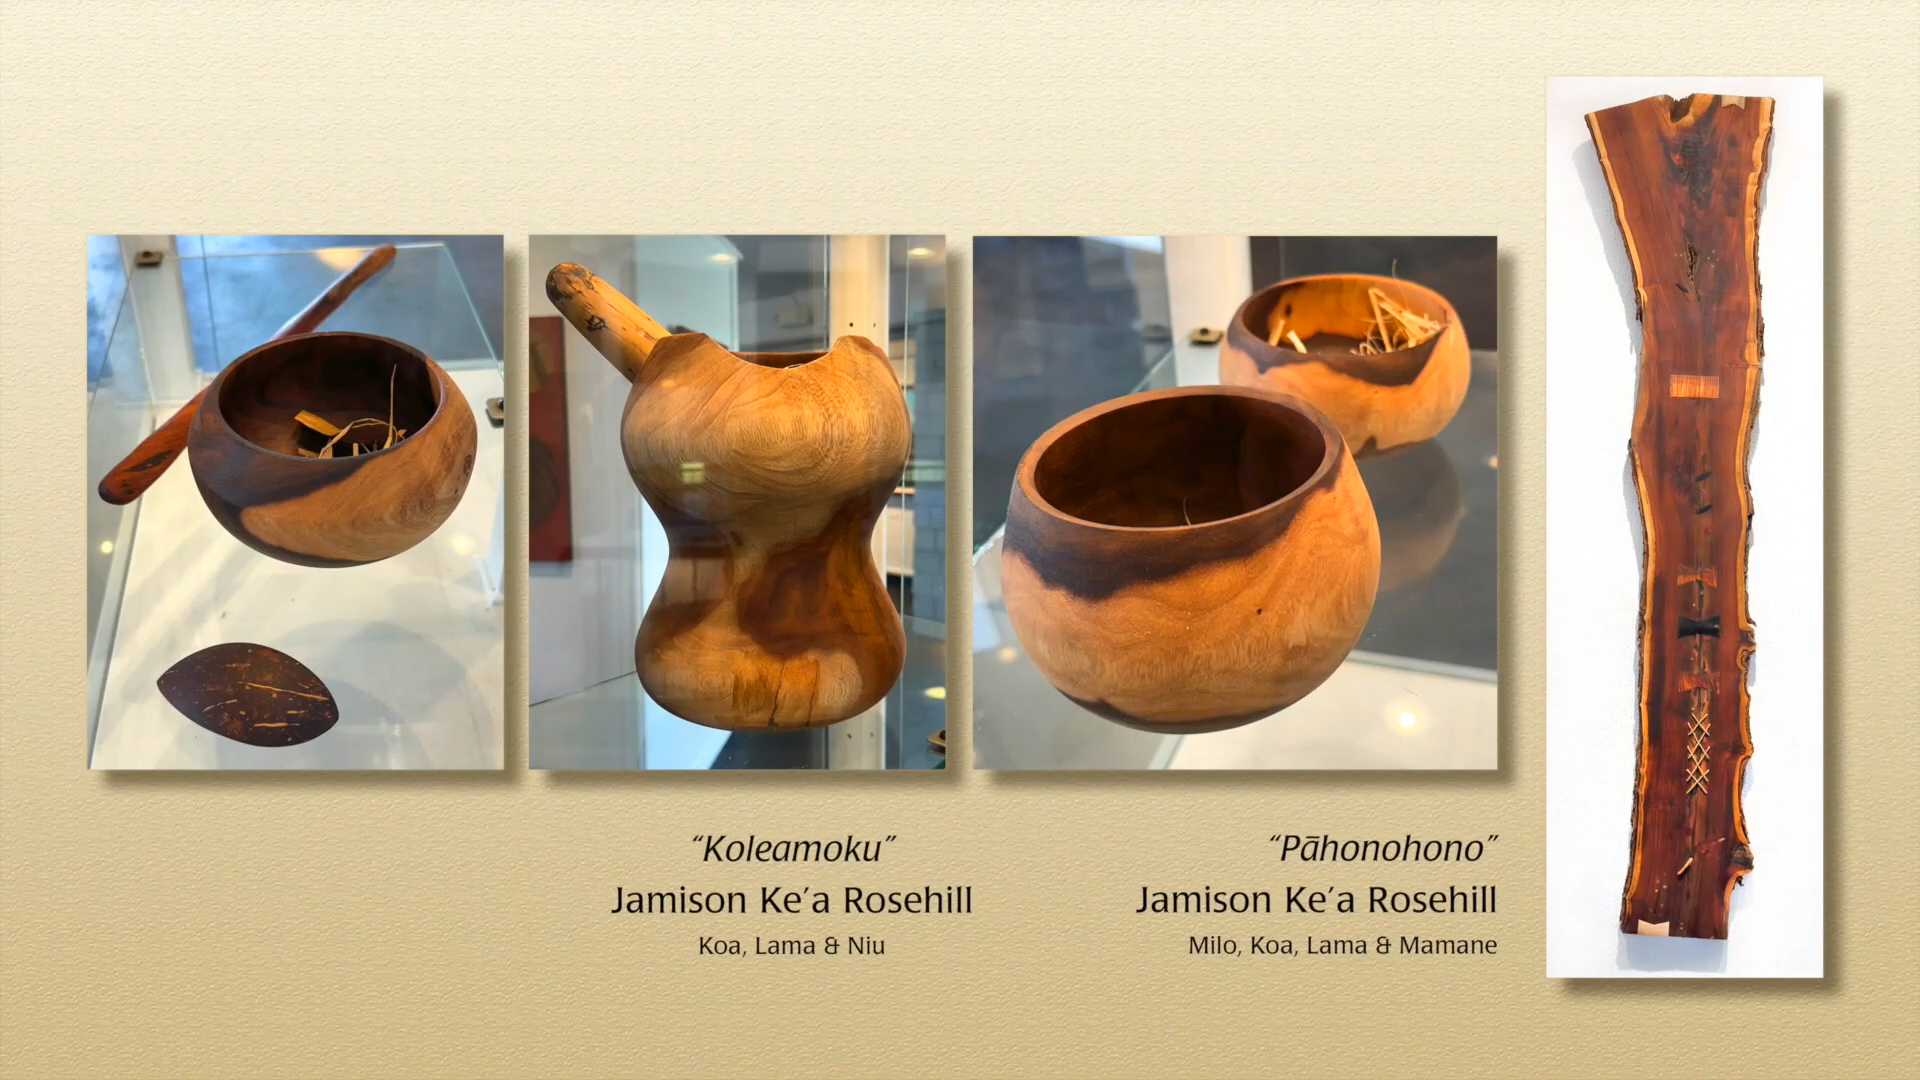 “Koleamoku”
Jamison Ke′a Rosehill
Koa, Lama & Niu
“Pāhonohono”
Jamison Ke′a Rosehill
Milo, Koa, Lama & Mamane